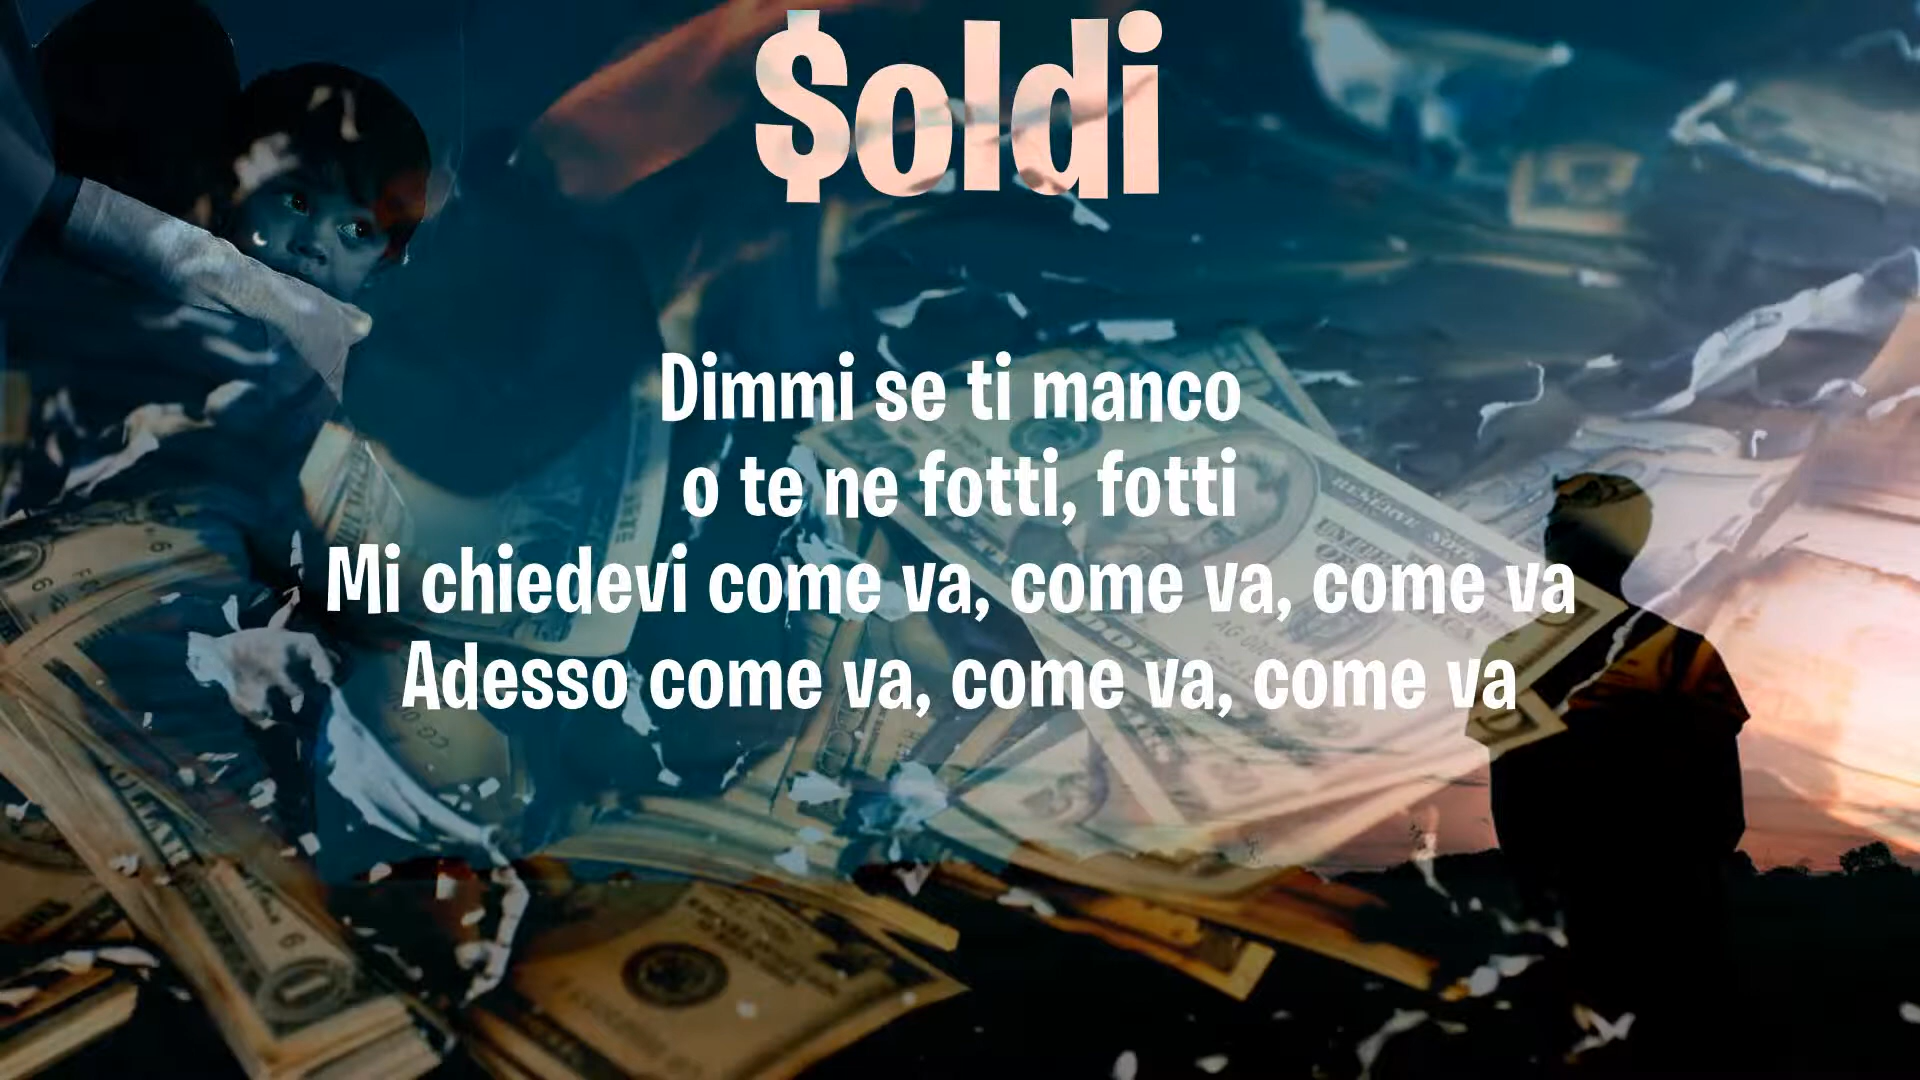 $oldi
Dimmi se ti manco
o te ne fotti, fotti
Mi chiedevi come va, come va, come va
Adesso come va, come va, come va